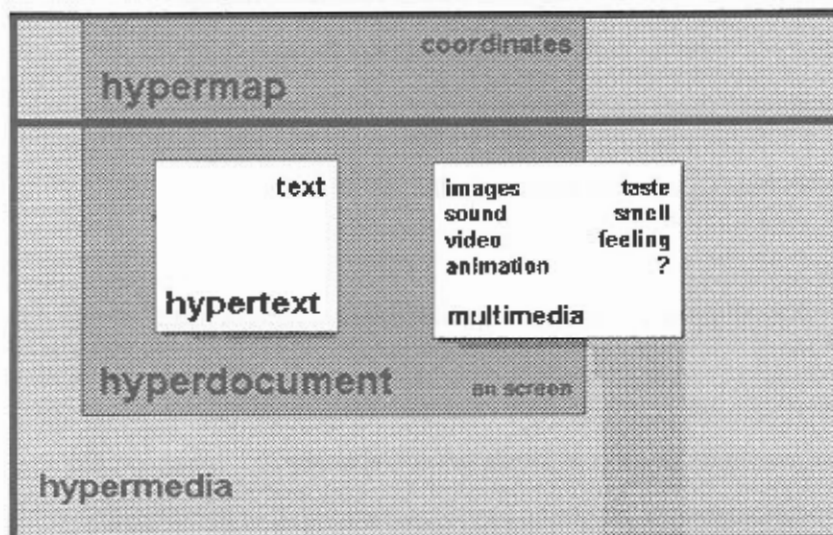 coordinates
hypermap
text
hypertext
images taste
sound smell
video feeling
animation ?
multimedia
hyperdocument on screen
hypermedia